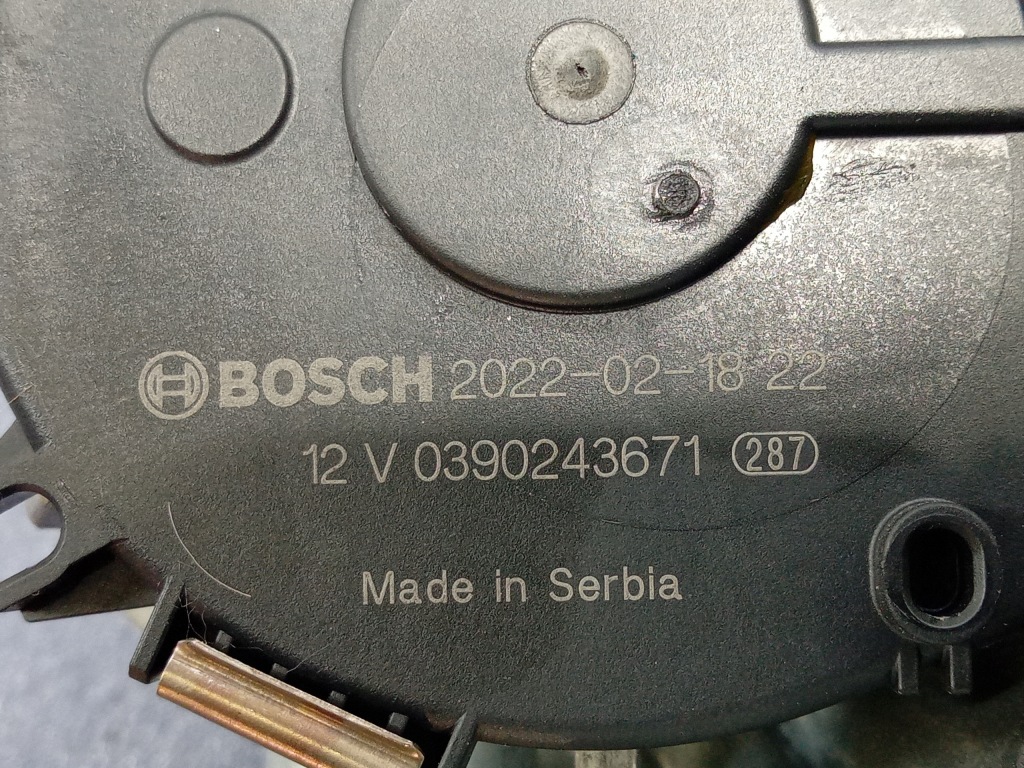 BOSCH 2022-02-18 22
12 V 0390243671 287
Made in Serbia